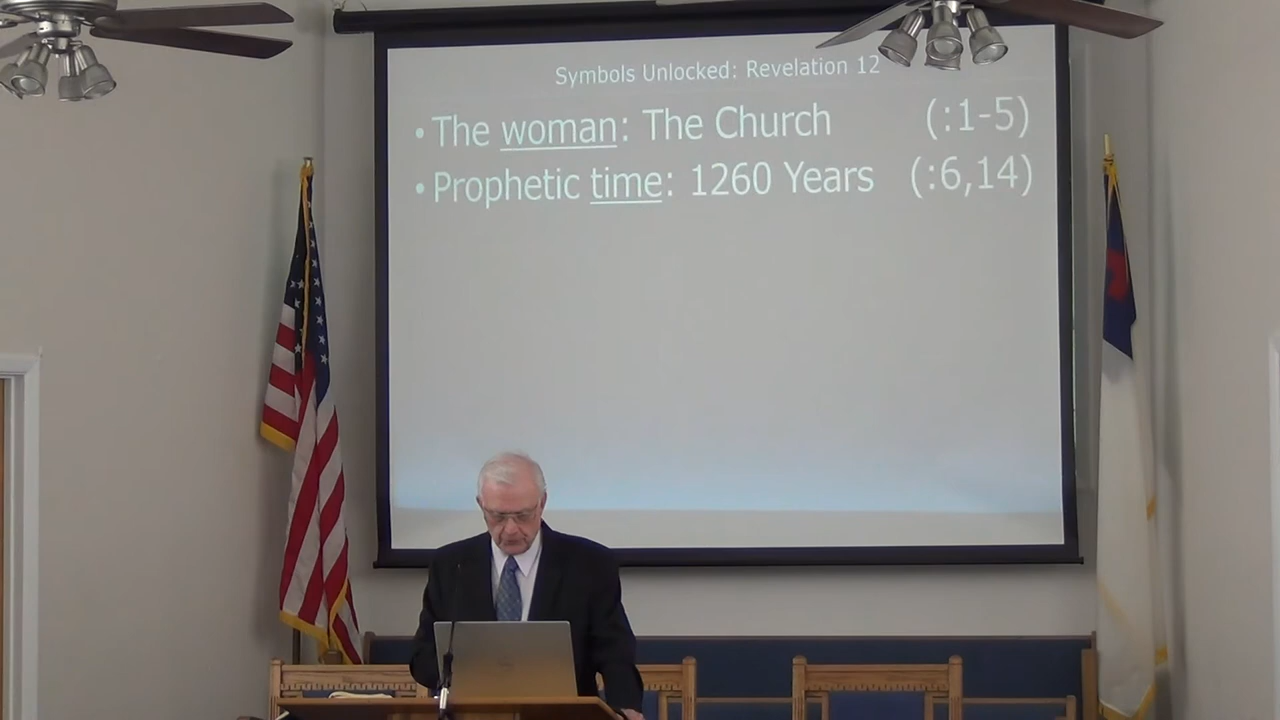 Symbols Unlocked: Revelation 12
• The woman: The Church (:1-5)
• Prophetic time: 1260 Years (:6,14)